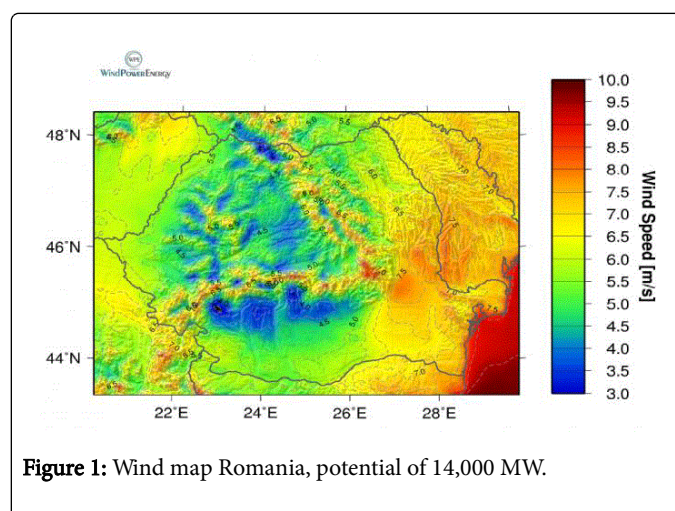 WPE
WindPowerEnergy
48°N
46°N
44°N
22°E 24°E 26°E 28°E
10.0
9.5
9.0
8.5
8.0
7.5
7.0
6.5
6.0
5.5
5.0
4.5
4.0
3.5
3.0
Wind Speed [m/s]
Figure 1: Wind map Romania, potential of 14,000 MW.